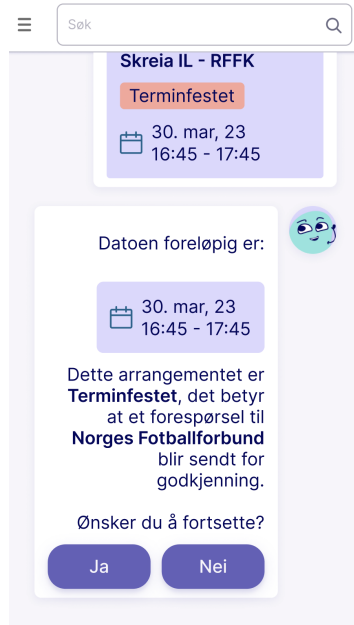 Søk
Skreia IL - RFFK
Terminfestet
30. mar, 23
16:45 - 17:45
Datoen foreløpig er:
30. mar, 23
16:45 - 17:45
Dette arrangementet er
Terminfestet, det betyr
at et forespørsel til
Norges Fotballforbund
blir sendt for
godkjenning.
Ønsker du å fortsette?
Ja
Nei